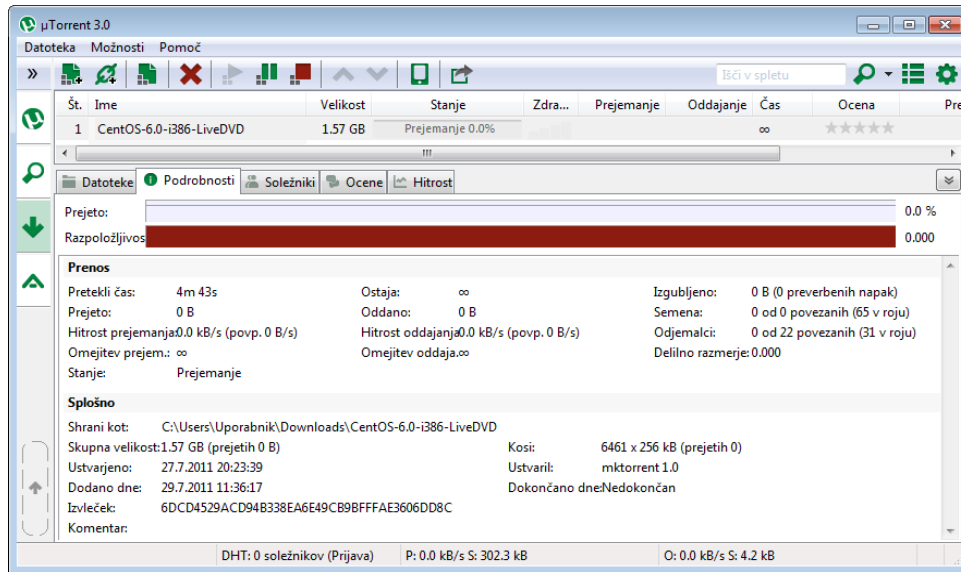 µTorrent 3.0
Datoteka Možnosti Pomoč
» Išči v spletu
Št. Ime Velikost Stanje Zdra... Prejemanje Oddajanje Čas Ocena Pre
1 CentOS-6.0-i386-LiveDVD 1.57 GB Prejemanje 0.0% ∞
Datoteke Podrobnosti Soležniki Ocene Hitrost
Prejeto: 0.0 %
Razpoložljivos 0.000
Prenos
Pretekli čas: 4m 43s Ostaja: ∞ Izgubljeno: 0 B (0 preverbenih napak)
Prejeto: 0 B Oddano: 0 B Semena: 0 od 0 povezanih (65 v roju)
Hitrost prejemanja: 0.0 kB/s (povp. 0 B/s) Hitrost oddajanja 0.0 kB/s (povp. 0 B/s) Odjemalci: 0 od 22 povezanih (31 v roju)
Omejitev prejem.: ∞ Omejitev oddaja. ∞ Delilno razmerje: 0.000
Stanje: Prejemanje
Splošno
Shrani kot: C:\Users\Uporabnik\Downloads\CentOS-6.0-i386-LiveDVD
Skupna velikost: 1.57 GB (prejetih 0 B) Kosi: 6461 x 256 kB (prejetih 0)
Ustvarjeno: 27.7.2011 20:23:39 Ustvaril: mktorrent 1.0
Dodano dne: 29.7.2011 11:36:17 Dokončano dne: Nedokončan
Izvleček: 6DCD4529ACD94B338EA6E49CB9BFFFAE3606DD8C
Komentar:
DHT: 0 soležnikov (Prijava) P: 0.0 kB/s S: 302.3 kB O: 0.0 kB/s S: 4.2 kB